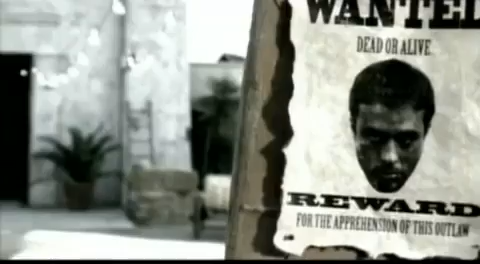 WANTED
DEAD OR ALIVE
REWARD
FOR THE APPREHENSION OF THIS OUTLAW